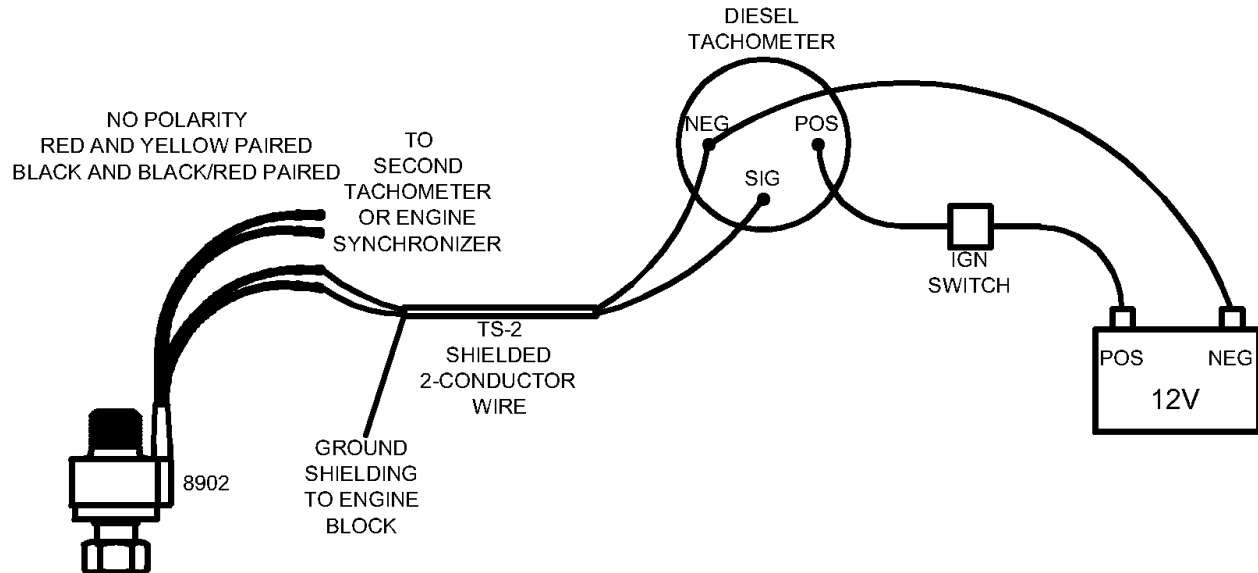 DIESEL
TACHOMETER
NO POLARITY
RED AND YELLOW PAIRED
BLACK AND BLACK/RED PAIRED
TO
SECOND
TACHOMETER
OR ENGINE
SYNCHRONIZER
NEG
POS
SIG
IGN
SWITCH
TS-2
SHIELDED
2-CONDUCTOR
WIRE
POS
NEG
12V
GROUND
SHIELDING
TO ENGINE
BLOCK
8902